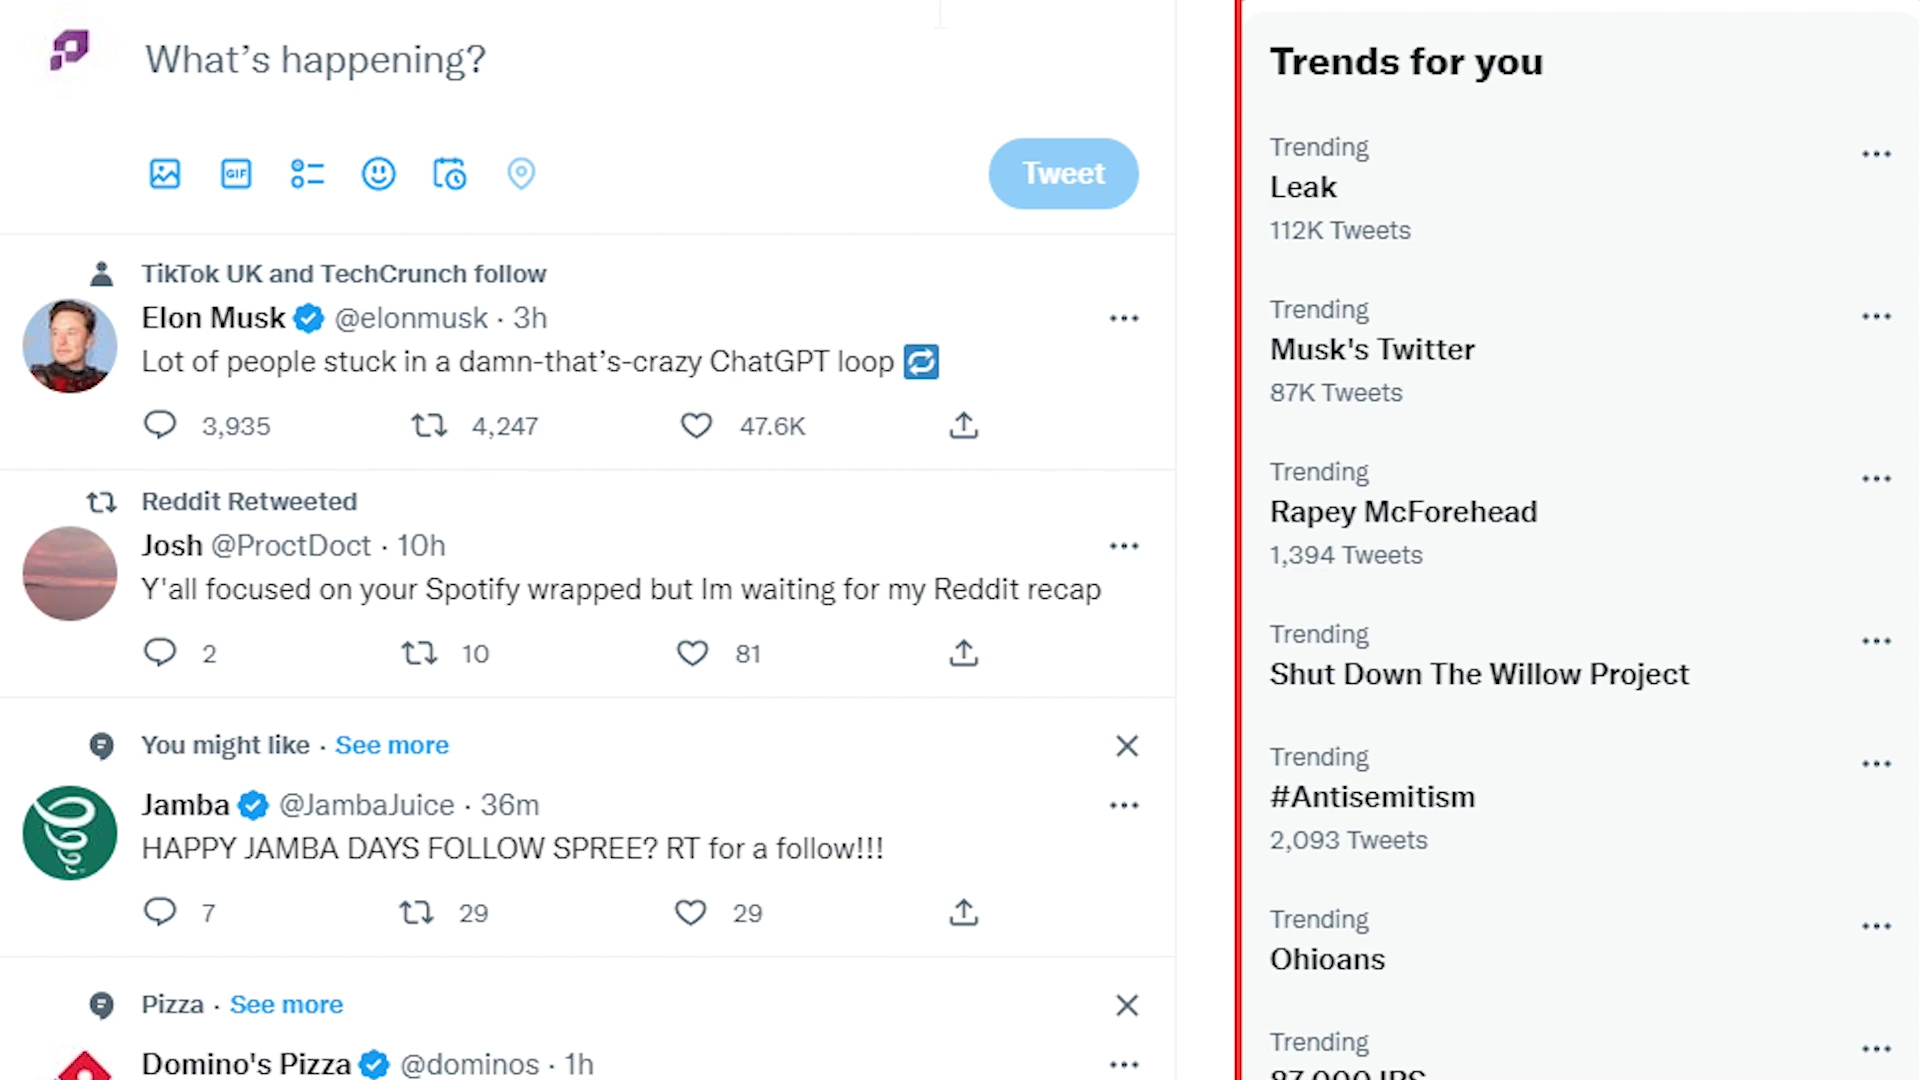 What's happening?
GIF
Tweet
TikTok UK and TechCrunch follow
Elon Musk @elonmusk · 3h
Lot of people stuck in a damn-that's-crazy ChatGPT loop
3,935 4,247 47.6K
Reddit Retweeted
Josh @ProctDoct · 10h
Y'all focused on your Spotify wrapped but Im waiting for my Reddit recap
2 10 81
You might like · See more
Jamba @JambaJuice · 36m
HAPPY JAMBA DAYS FOLLOW SPREE? RT for a follow!!!
7 29 29
Pizza · See more
Domino's Pizza @dominos · 1h
Trends for you
Trending
Leak
112K Tweets
Trending
Musk's Twitter
87K Tweets
Trending
Rapey McForehead
1,394 Tweets
Trending
Shut Down The Willow Project
Trending
#Antisemitism
2,093 Tweets
Trending
Ohioans
Trending
87,000 IRS